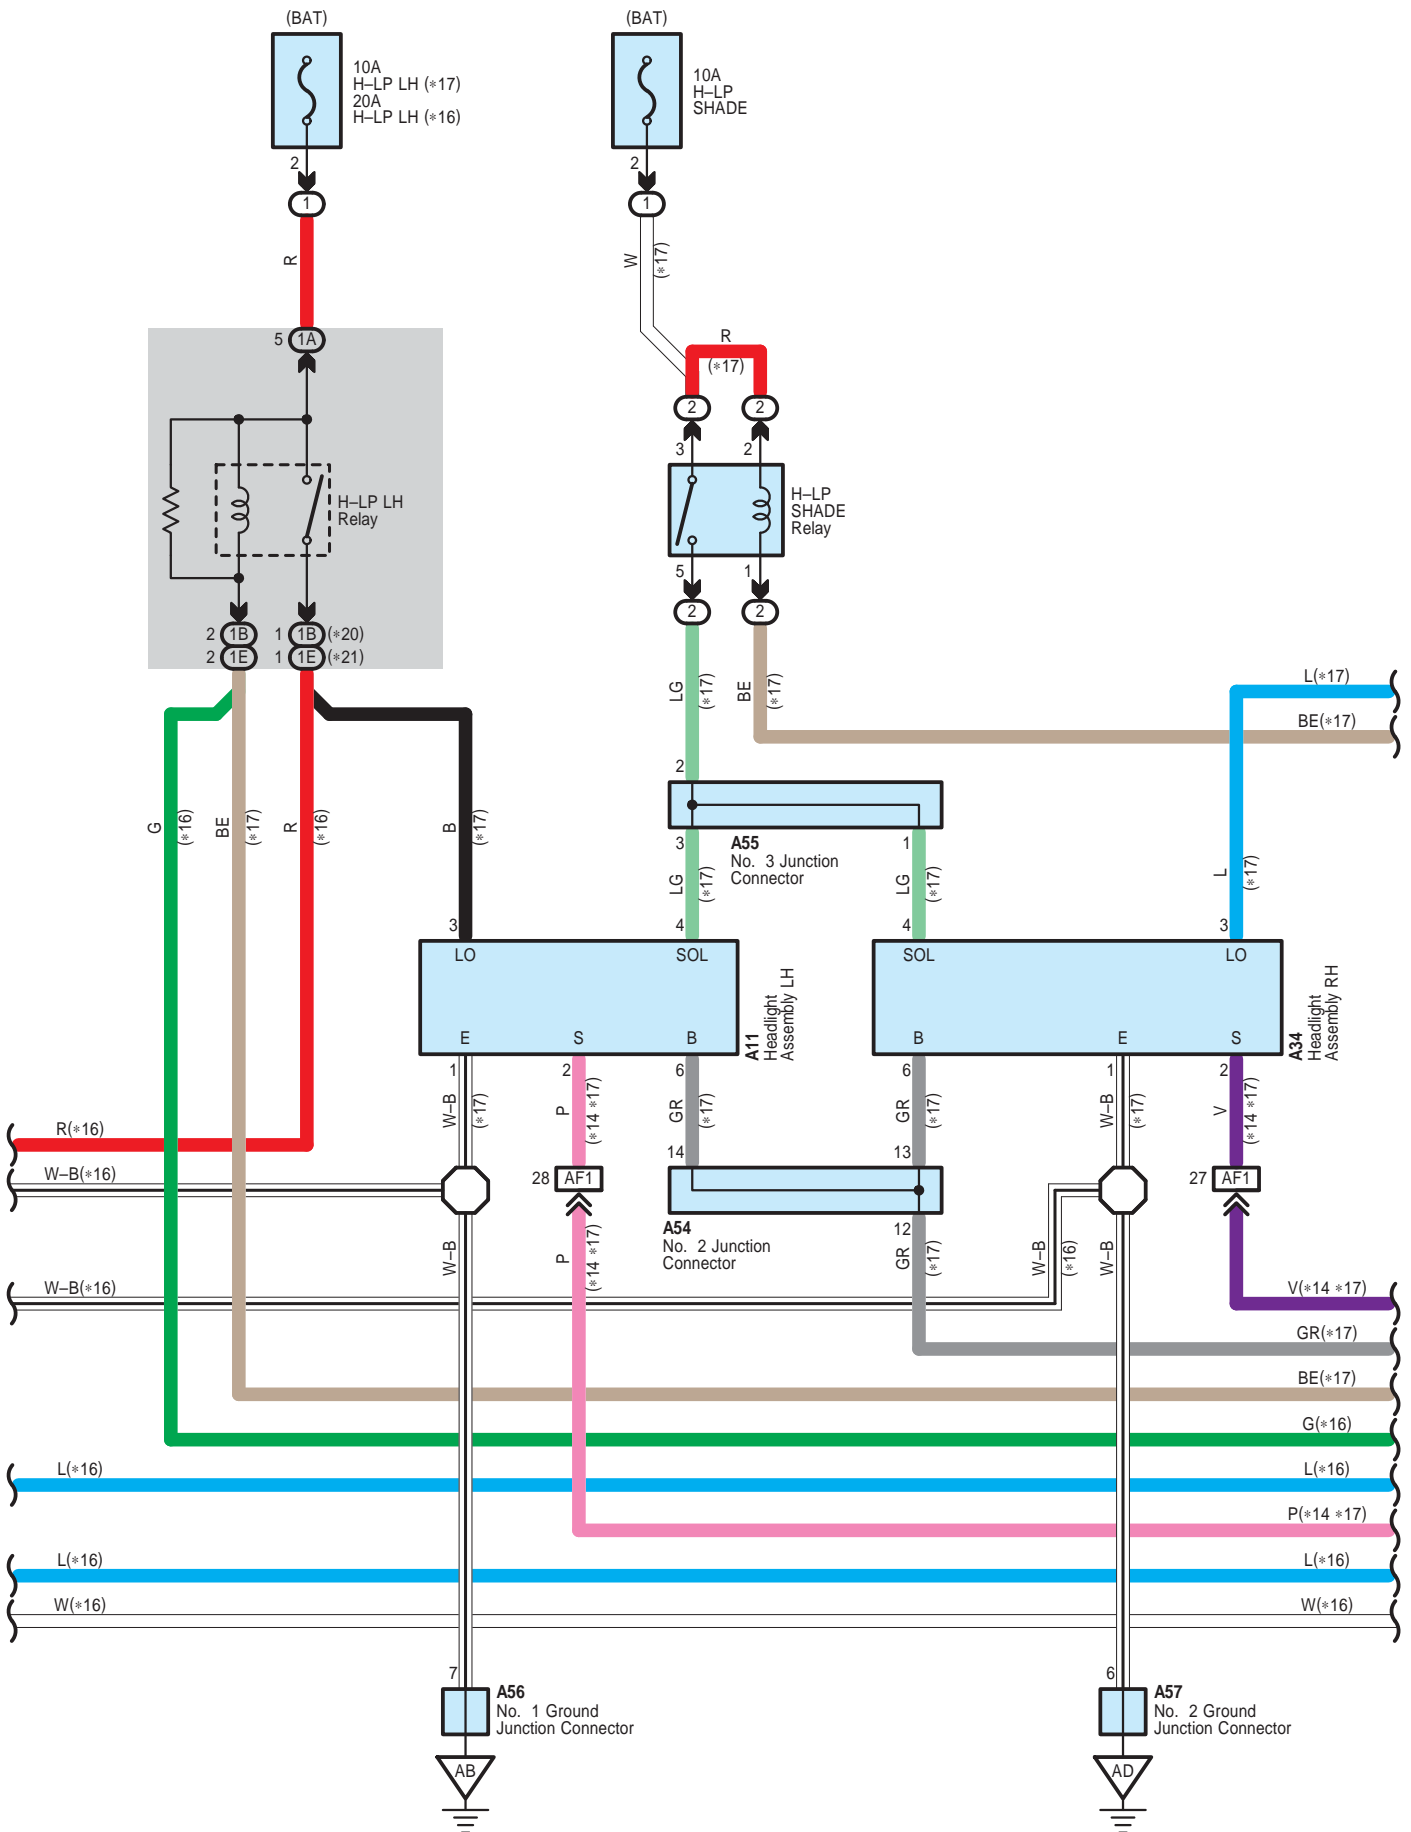 (BAT)
(BAT)
10A
H–LP LH (*17)
20A
H–LP LH (*16)
10A
H–LP
SHADE
2
2
1
1
R
W
(*17)
R
(*17)
5
1A
2
2
3
2
H–LP LH
Relay
H–LP
SHADE
Relay
5
1
2
2
2
1B
1
1B
(*20)
2
1E
1
1E
(*21)
LG
(*17)
BE
(*17)
L(*17)
BE(*17)
2
G
(*16)
BE
(*17)
R
(*16)
B
(*17)
3
A55
No. 3 Junction
Connector
1
LG
(*17)
LG
(*17)
L
(*17)
3
4
4
3
LO
SOL
SOL
LO
A11
Headlight
Assembly LH
A34
Headlight
Assembly RH
E
S
B
B
E
S
1
2
6
6
1
2
W–B
(*17)
P
(*14 *17)
GR
(*17)
GR
(*17)
W–B
(*17)
V
(*14 *17)
R(*16)
14
13
W–B(*16)
28
AF1
27
AF1
A54
No. 2 Junction
Connector
12
W–B
P
(*14 *17)
GR
(*17)
W–B
(*16)
W–B
W–B(*16)
V(*14 *17)
GR(*17)
BE(*17)
G(*16)
L(*16)
L(*16)
P(*14 *17)
L(*16)
L(*16)
W(*16)
W(*16)
7
A56
No. 1 Ground
Junction Connector
6
A57
No. 2 Ground
Junction Connector
AB
AD